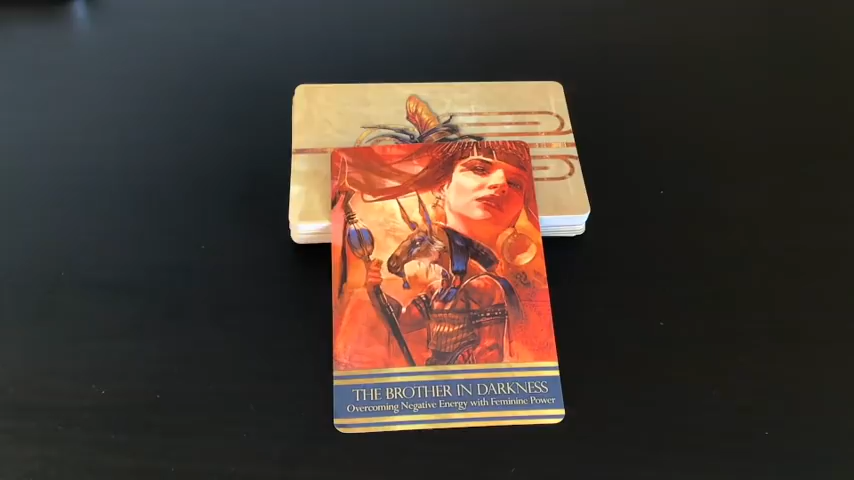 THE BROTHER IN DARKNESS
Overcoming Negative Energy with Feminine Power